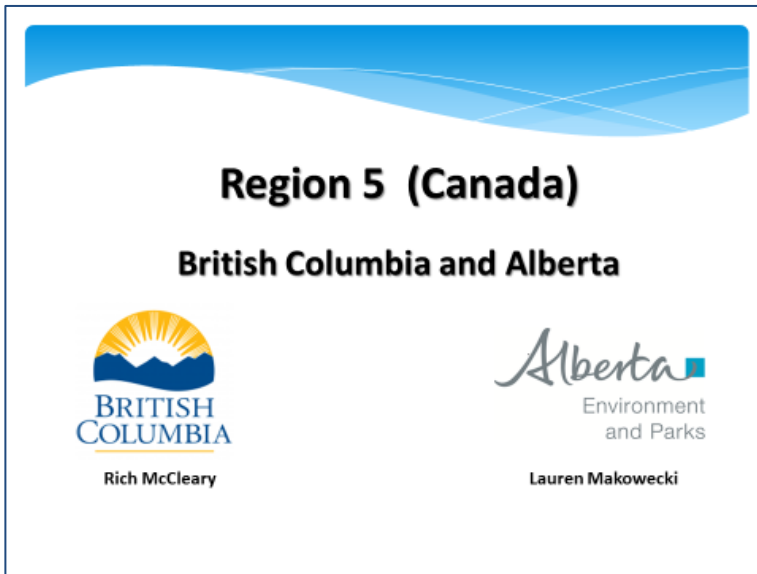 Region 5 (Canada)
British Columbia and Alberta
BRITISH
COLUMBIA
Rich McCleary
Alberta
Environment
and Parks
Lauren Makowecki